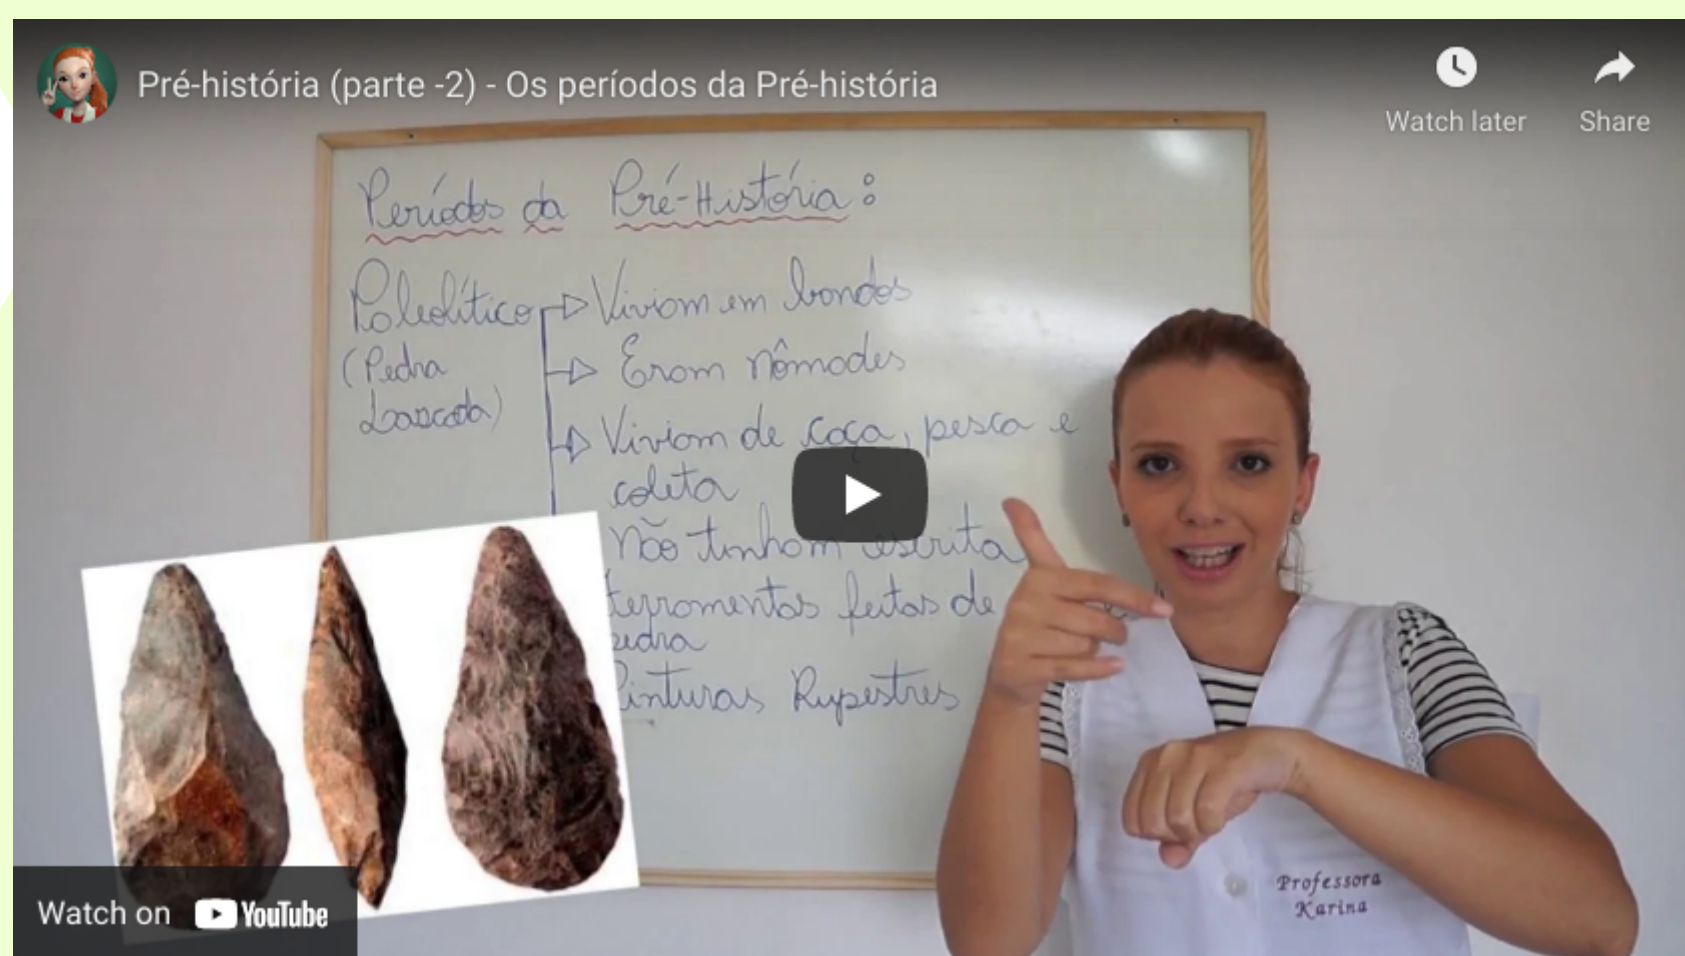 Pré-história (parte -2) - Os períodos da Pré-história
Watch later
Share
Períodos da Pré-História:
Paleolítico
(Pedra
Lascada)
Viviam em bandos
Eram nômades
Viviam de caça, pesca e
coleta
Não tinham escrita
ferramentas feitas de
pedra
Pinturas Rupestres
Professora
Karina
Watch on YouTube